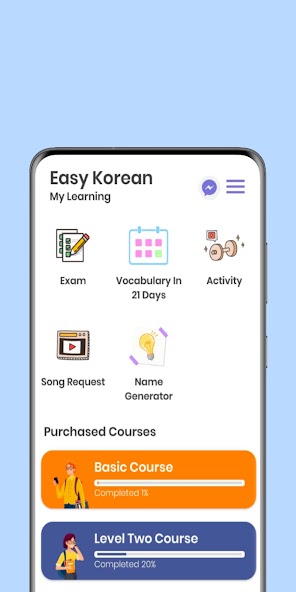 Easy Korean
My Learning
Exam
Vocabulary In
21 Days
Activity
Song Request
Name
Generator
Purchased Courses
Basic Course
Completed 1%
Level Two Course
Completed 20%